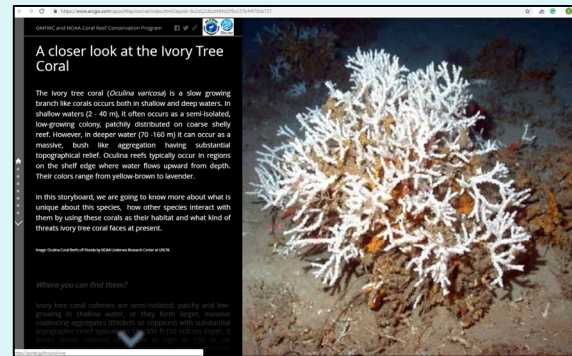 GMFMC and NOAA Coral Reef Conservation Program
A closer look at the Ivory Tree
Coral
The ivory tree coral (Oculina varicosa) is a slow growing
branch like corals occurs both in shallow and deep waters. In
shallow waters (2 - 40 m), it often occurs as a semi-isolated,
low-growing colony, patchily distributed on coarse shelly
reef. However, in deeper water (70 -160 m) it can occur as a
massive, bush like aggregation having substantial
topographical relief. Oculina reefs typically occur in regions
on the shelf edge where water flows upward from depth.
Their colors range from yellow-brown to lavender.
In this storyboard, we are going to know more about what is
unique about this species, how other species interact with
them by using these corals as their habitat and what kind of
threats ivory tree coral faces at present.
Image: Oculina Coral Reefs off Florida by NOAA Undersea Research Center at UNCW.
Where you can find them?
Ivory tree coral colonies are semi-isolated, patchy and low-
growing in shallow water, or they form larger, massive
coalescing aggregates (thickets or coppices) with substantial
topographic relief